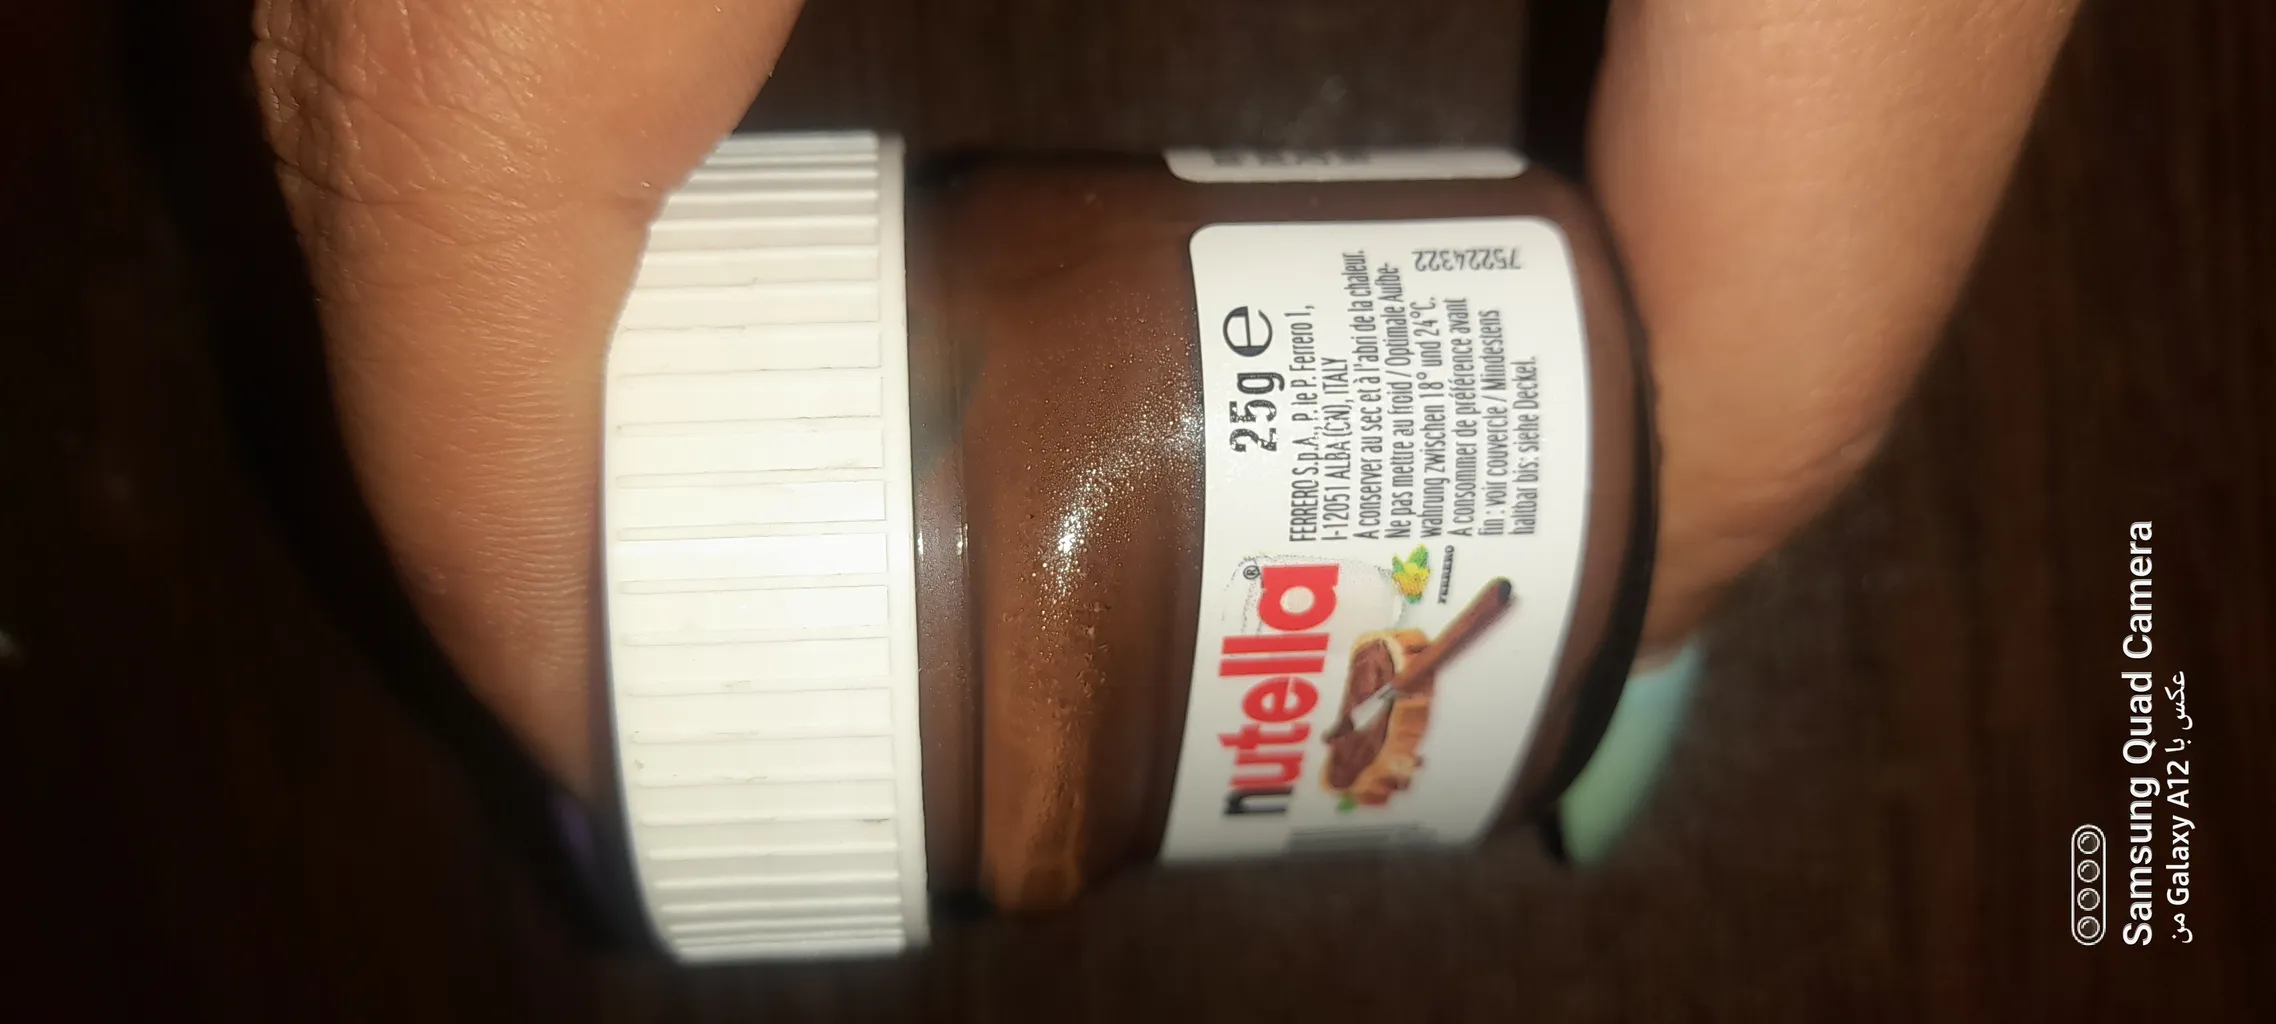 nutella®
FERRERO
25g e
FERRERO S.p.A., P. le P. Ferrero 1,
I-12051 ALBA (CN), ITALY
A conserver au sec et à l'abri de la chaleur.
Ne pas mettre au froid / Optimale Aufbe-
wahrung zwischen 18° und 24°C.
A consommer de préférence avant
fin : voir couvercle / Mindestens
haltbar bis: siehe Deckel.
75224322
Samsung Quad Camera
عکس با Galaxy A12 من